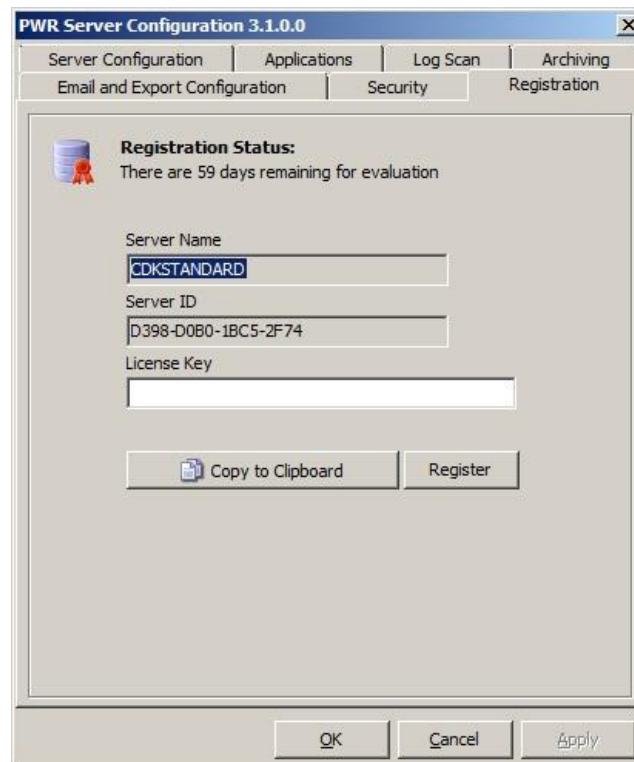 PWR Server Configuration 3.1.0.0
Server Configuration Applications Log Scan Archiving
Email and Export Configuration Security Registration
Registration Status:
There are 59 days remaining for evaluation
Server Name
CDKSTANDARD
Server ID
D398-D0B0-1BC5-2F74
License Key
Copy to Clipboard Register
OK Cancel Apply